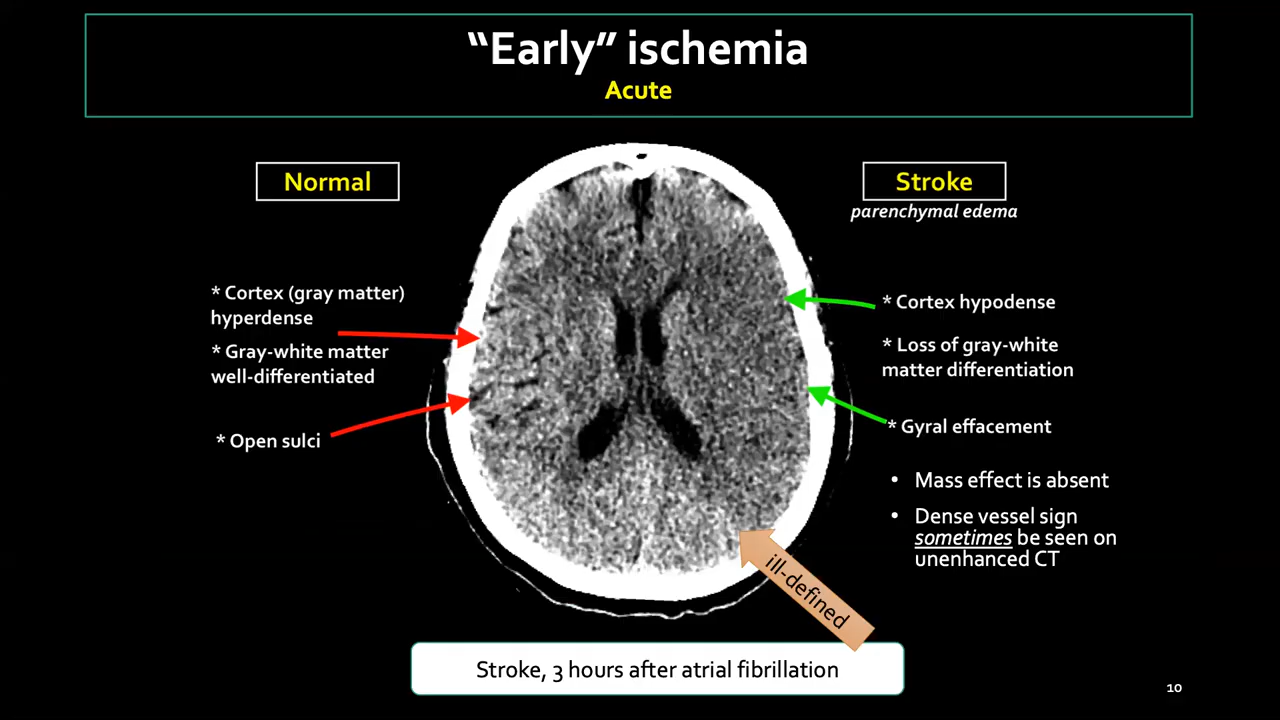 “Early” ischemia
Acute
Normal
Stroke
parenchymal edema
* Cortex (gray matter)
hyperdense
* Gray-white matter
well-differentiated
* Open sulci
* Cortex hypodense
* Loss of gray-white
matter differentiation
* Gyral effacement
• Mass effect is absent
• Dense vessel sign
sometimes be seen on
unenhanced CT
ill-defined
Stroke, 3 hours after atrial fibrillation
10